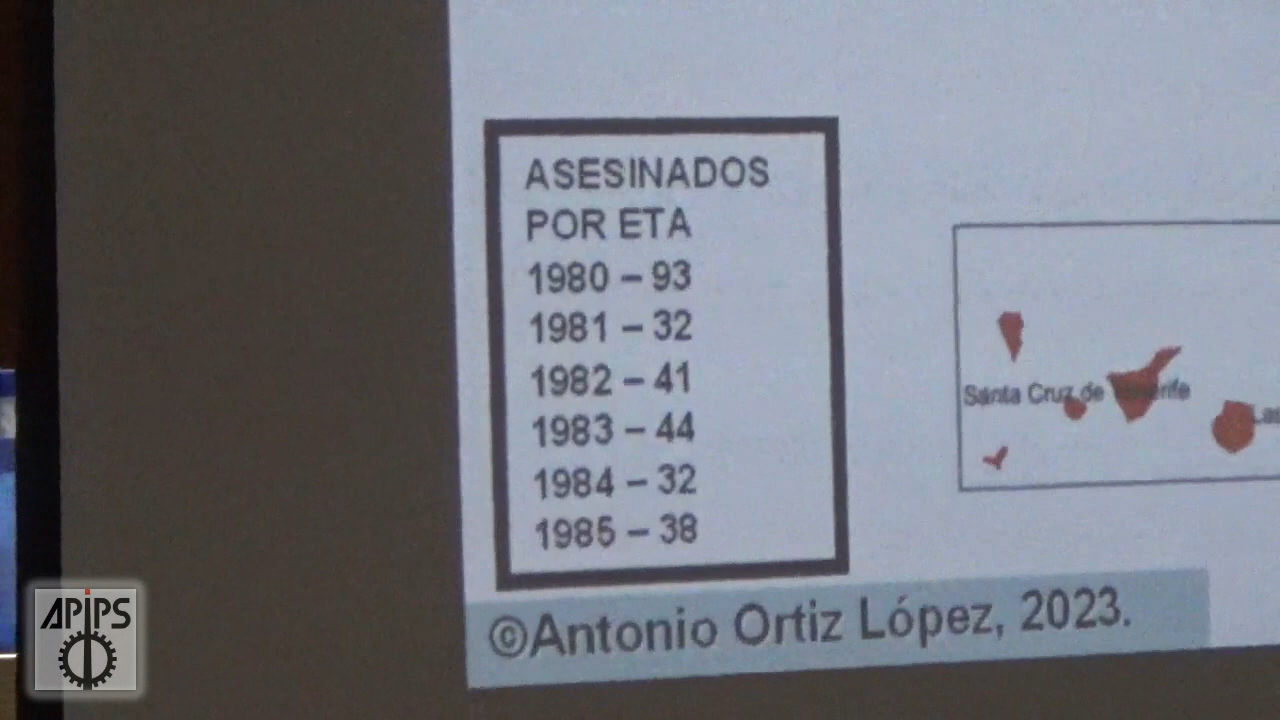 ASESINADOS
POR ETA
1980 – 93
1981 – 32
1982 – 41
1983 – 44
1984 – 32
1985 – 38
Santa Cruz de Tenerife
©Antonio Ortiz López, 2023.
APIPS